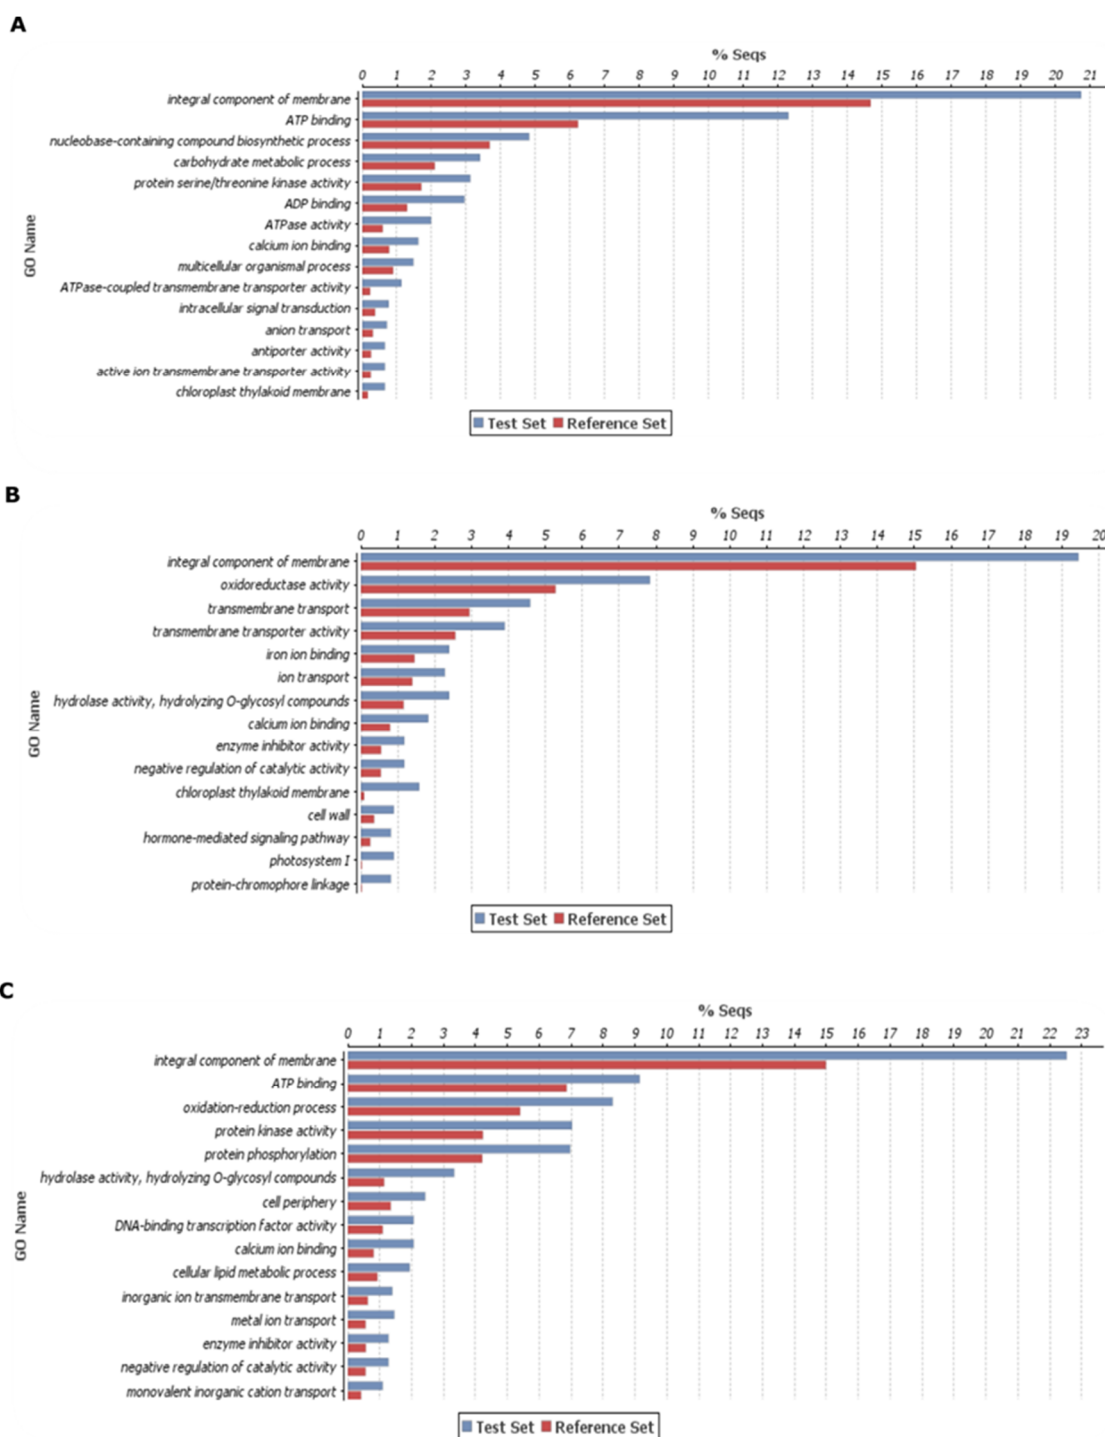 A
% Seqs
0 1 2 3 4 5 6 7 8 9 10 11 12 13 14 15 16 17 18 19 20 21
GO Name
integral component of membrane
ATP binding
nucleobase-containing compound biosynthetic process
carbohydrate metabolic process
protein serine/threonine kinase activity
ADP binding
ATPase activity
calcium ion binding
multicellular organismal process
ATPase-coupled transmembrane transporter activity
intracellular signal transduction
anion transport
antiporter activity
active ion transmembrane transporter activity
chloroplast thylakoid membrane
Test Set Reference Set
B
% Seqs
0 1 2 3 4 5 6 7 8 9 10 11 12 13 14 15 16 17 18 19 20
GO Name
integral component of membrane
oxidoreductase activity
transmembrane transport
transmembrane transporter activity
iron ion binding
ion transport
hydrolase activity, hydrolyzing O-glycosyl compounds
calcium ion binding
enzyme inhibitor activity
negative regulation of catalytic activity
chloroplast thylakoid membrane
cell wall
hormone-mediated signaling pathway
photosystem I
protein-chromophore linkage
Test Set Reference Set
C
% Seqs
0 1 2 3 4 5 6 7 8 9 10 11 12 13 14 15 16 17 18 19 20 21 22 23
GO Name
integral component of membrane
ATP binding
oxidation-reduction process
protein kinase activity
protein phosphorylation
hydrolase activity, hydrolyzing O-glycosyl compounds
cell periphery
DNA-binding transcription factor activity
calcium ion binding
cellular lipid metabolic process
inorganic ion transmembrane transport
metal ion transport
enzyme inhibitor activity
negative regulation of catalytic activity
monovalent inorganic cation transport
Test Set Reference Set